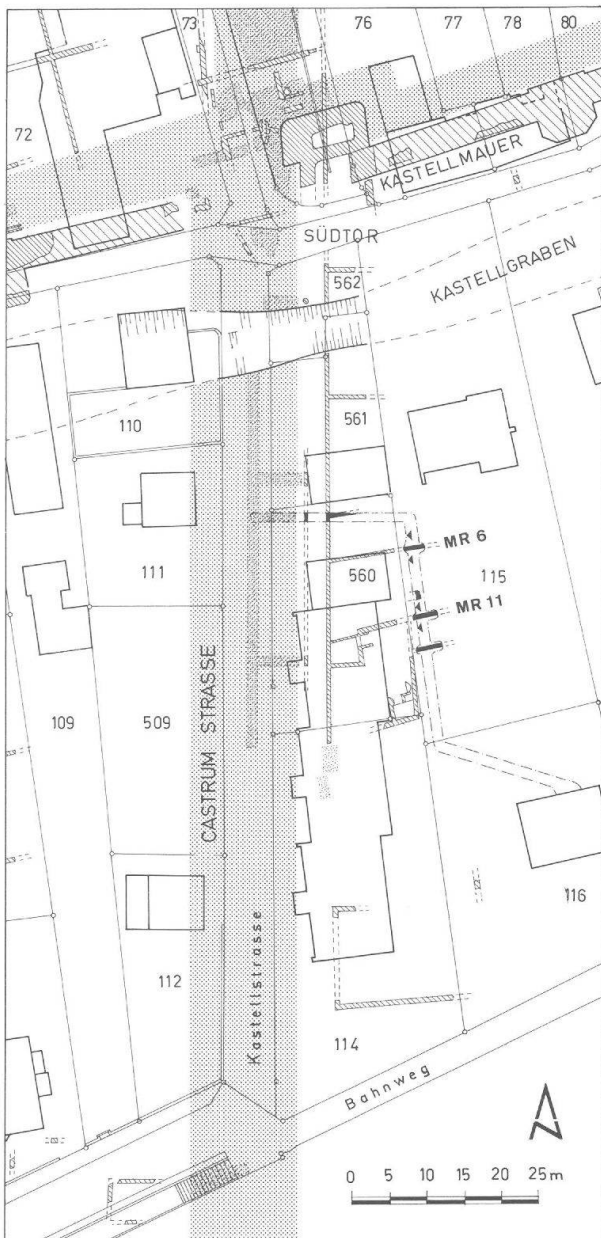 73
76
77
78
80
72
KASTELLMAUER
SÜDTOR
KASTELLGRABEN
562
110
561
MR 6
560
115
111
MR 11
CASTRUM STRASSE
109
509
116
112
Kastellstrasse
114
Bahnweg
N
0 5 10 15 20 25 m